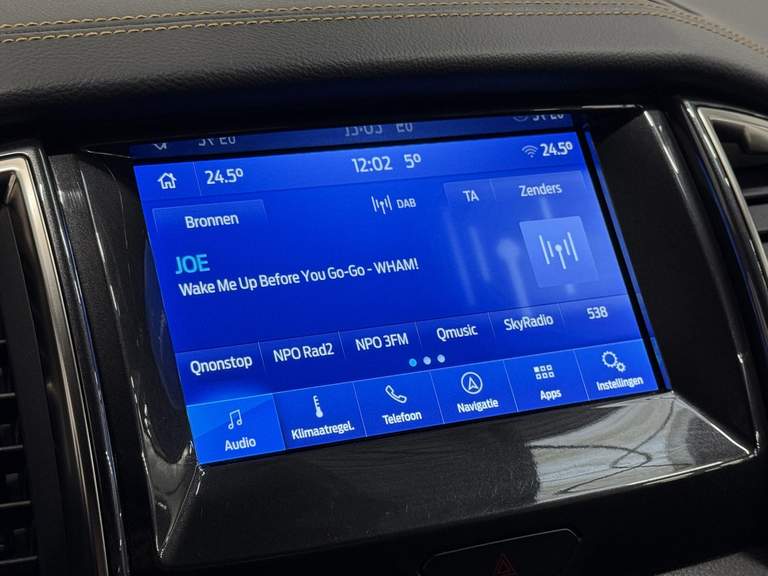 24.5° 12:02 5° 24.5°
Bronnen DAB TA Zenders
JOE
Wake Me Up Before You Go-Go - WHAM!
Qnonstop NPO Rad2 NPO 3FM Qmusic SkyRadio 538
Audio Klimaatregel. Telefoon Navigatie Apps Instellingen